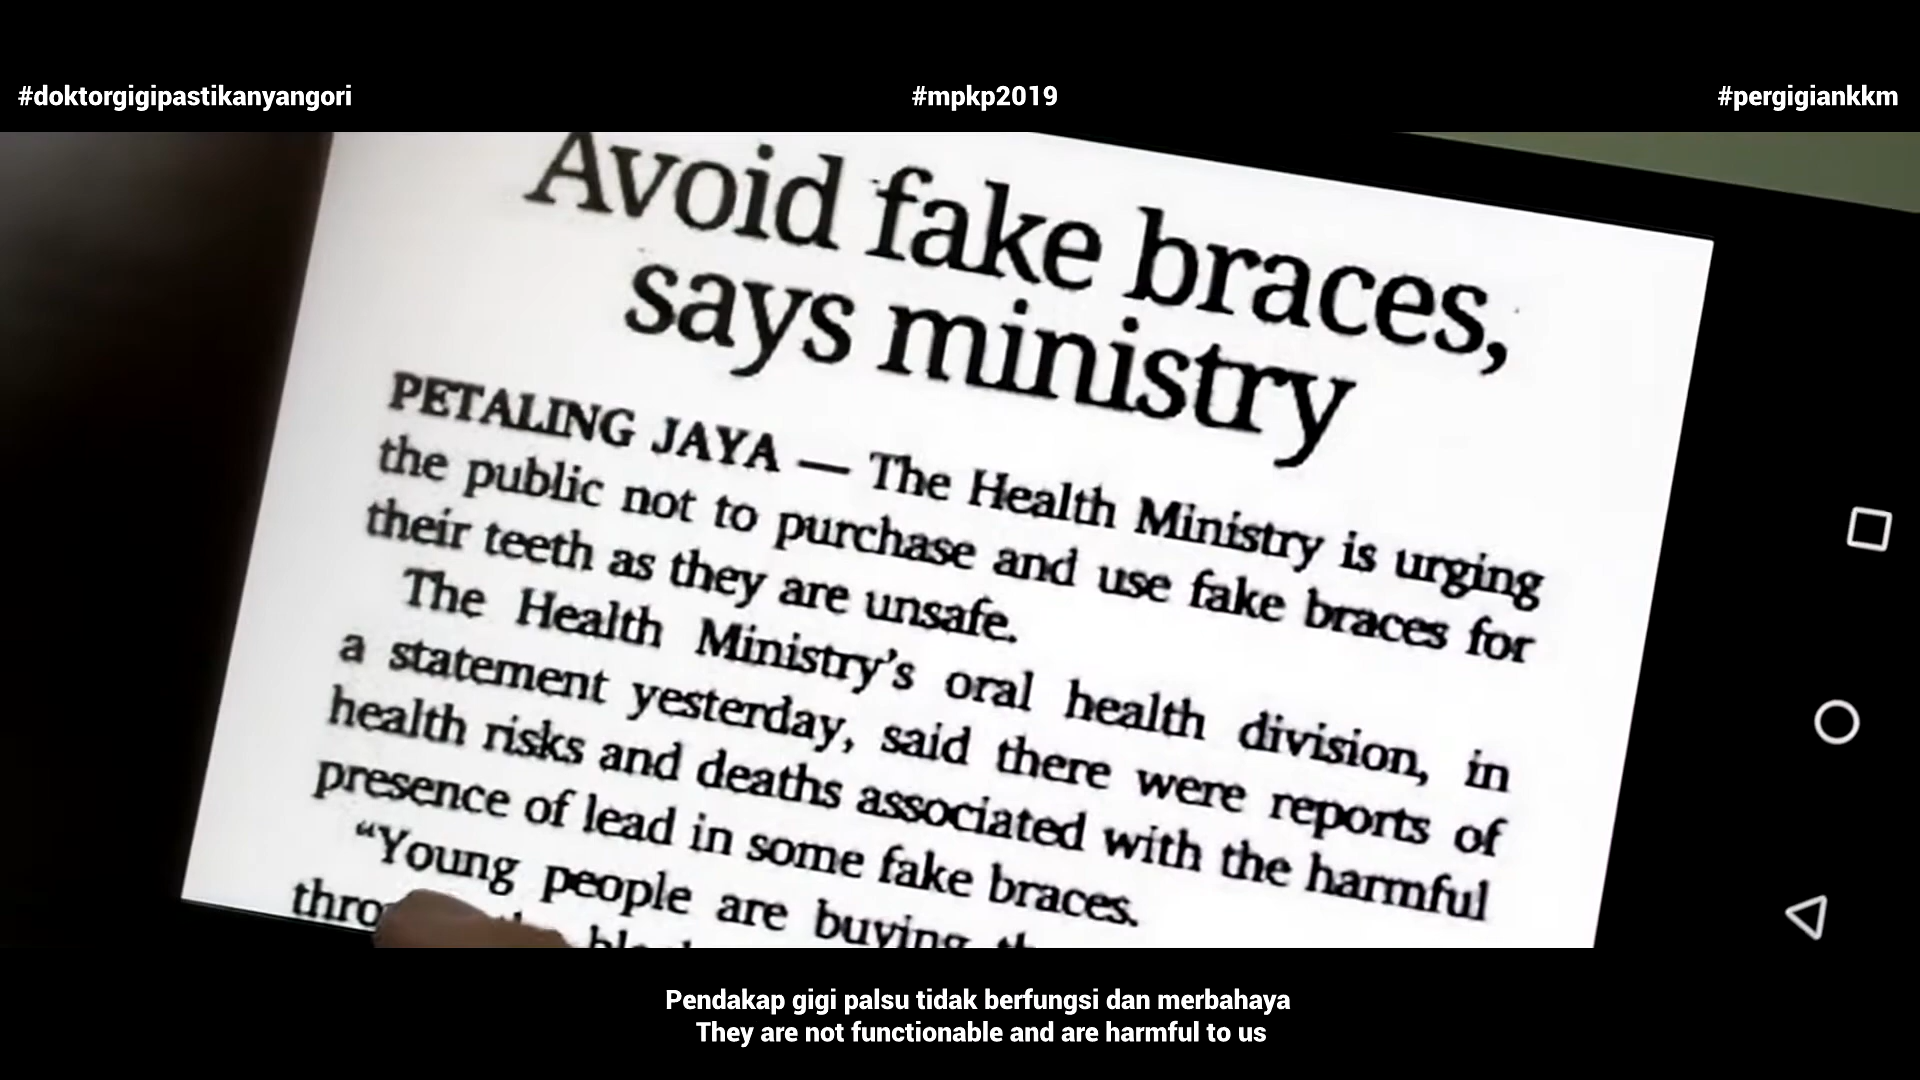 #doktorgigipastikanyangori
#mpkp2019
#pergigiankkm
Avoid fake braces,
says ministry
PETALING JAYA — The Health Ministry is urging
the public not to purchase and use fake braces for
their teeth as they are unsafe.
The Health Ministry’s oral health division, in
a statement yesterday, said there were reports of
health risks and deaths associated with the harmful
presence of lead in some fake braces.
“Young people are buying
Pendakap gigi palsu tidak berfungsi dan merbahaya
They are not functionable and are harmful to us